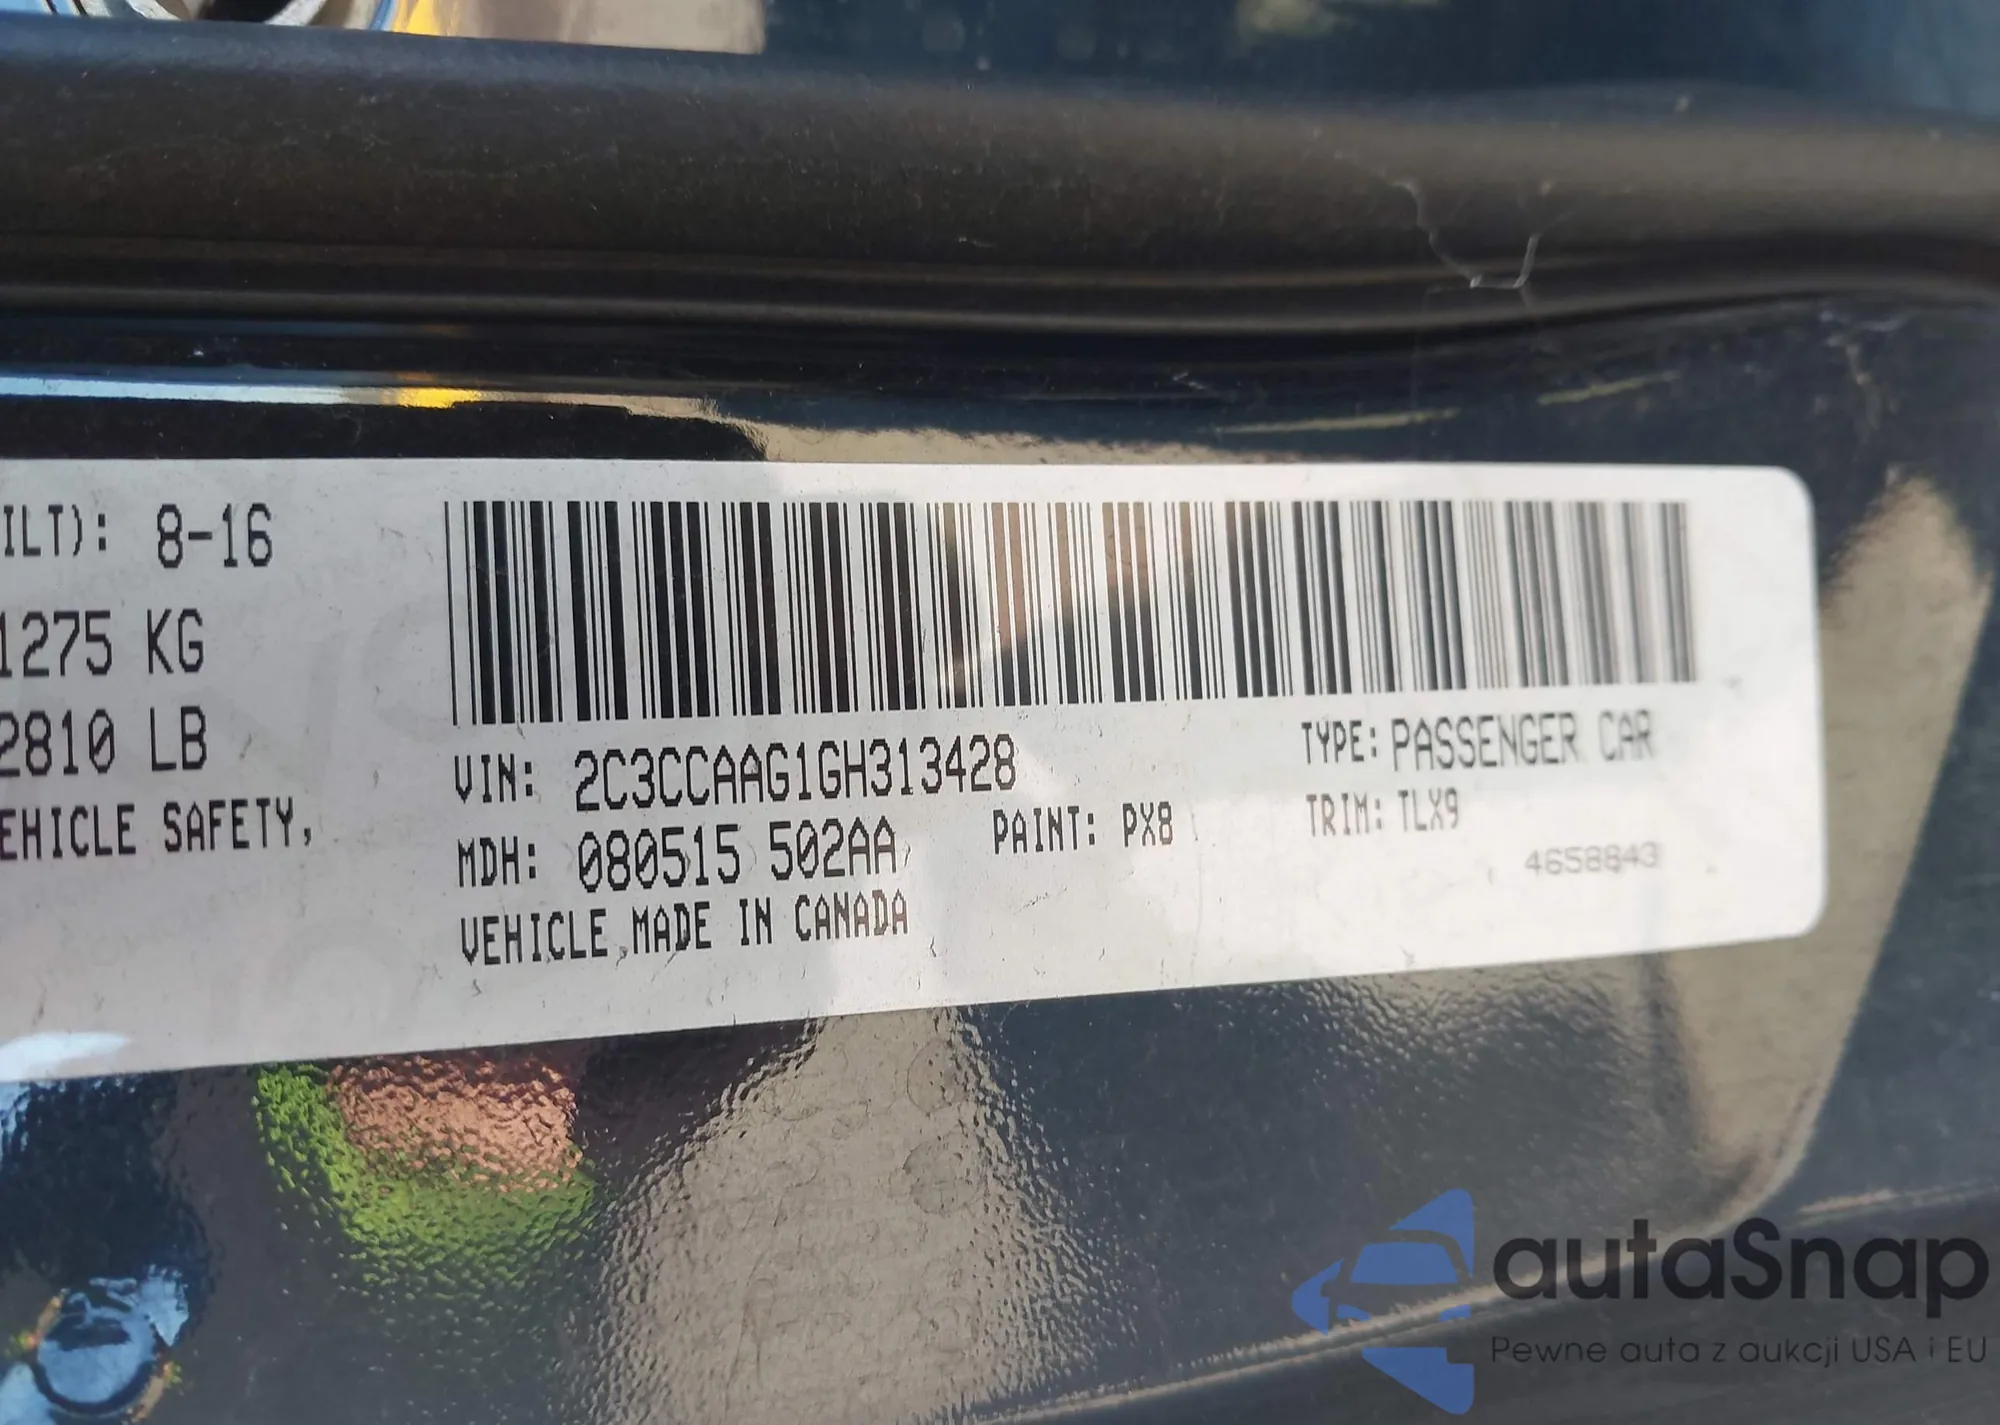 ILT): 8-16
1275 KG
2810 LB
EHICLE SAFETY,
VIN: 2C3CCAAG1GH313428
TYPE: PASSENGER CAR
MDH: 080515 502AA
PAINT: PX8
TRIM: TLX9
4658843
VEHICLE MADE IN CANADA
autaSnap
Pewne auta z aukcji USA i EU